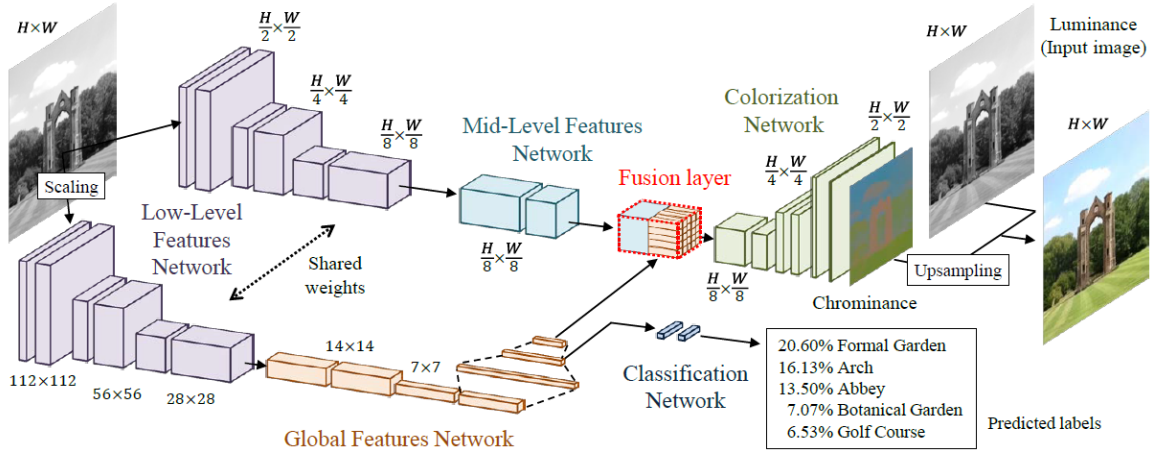 H×W
H/2 × W/2
H/4 × W/4
H/8 × W/8
Scaling
Low-Level
Features
Network
Shared
weights
112×112
56×56
28×28
14×14
7×7
Global Features Network
Mid-Level Features
Network
H/8 × W/8
Fusion layer
Colorization
Network
H/8 × W/8
H/4 × W/4
H/2 × W/2
Chrominance
H×W
Luminance
(Input image)
H×W
Upsampling
Classification
Network
20.60% Formal Garden
16.13% Arch
13.50% Abbey
7.07% Botanical Garden
6.53% Golf Course
Predicted labels